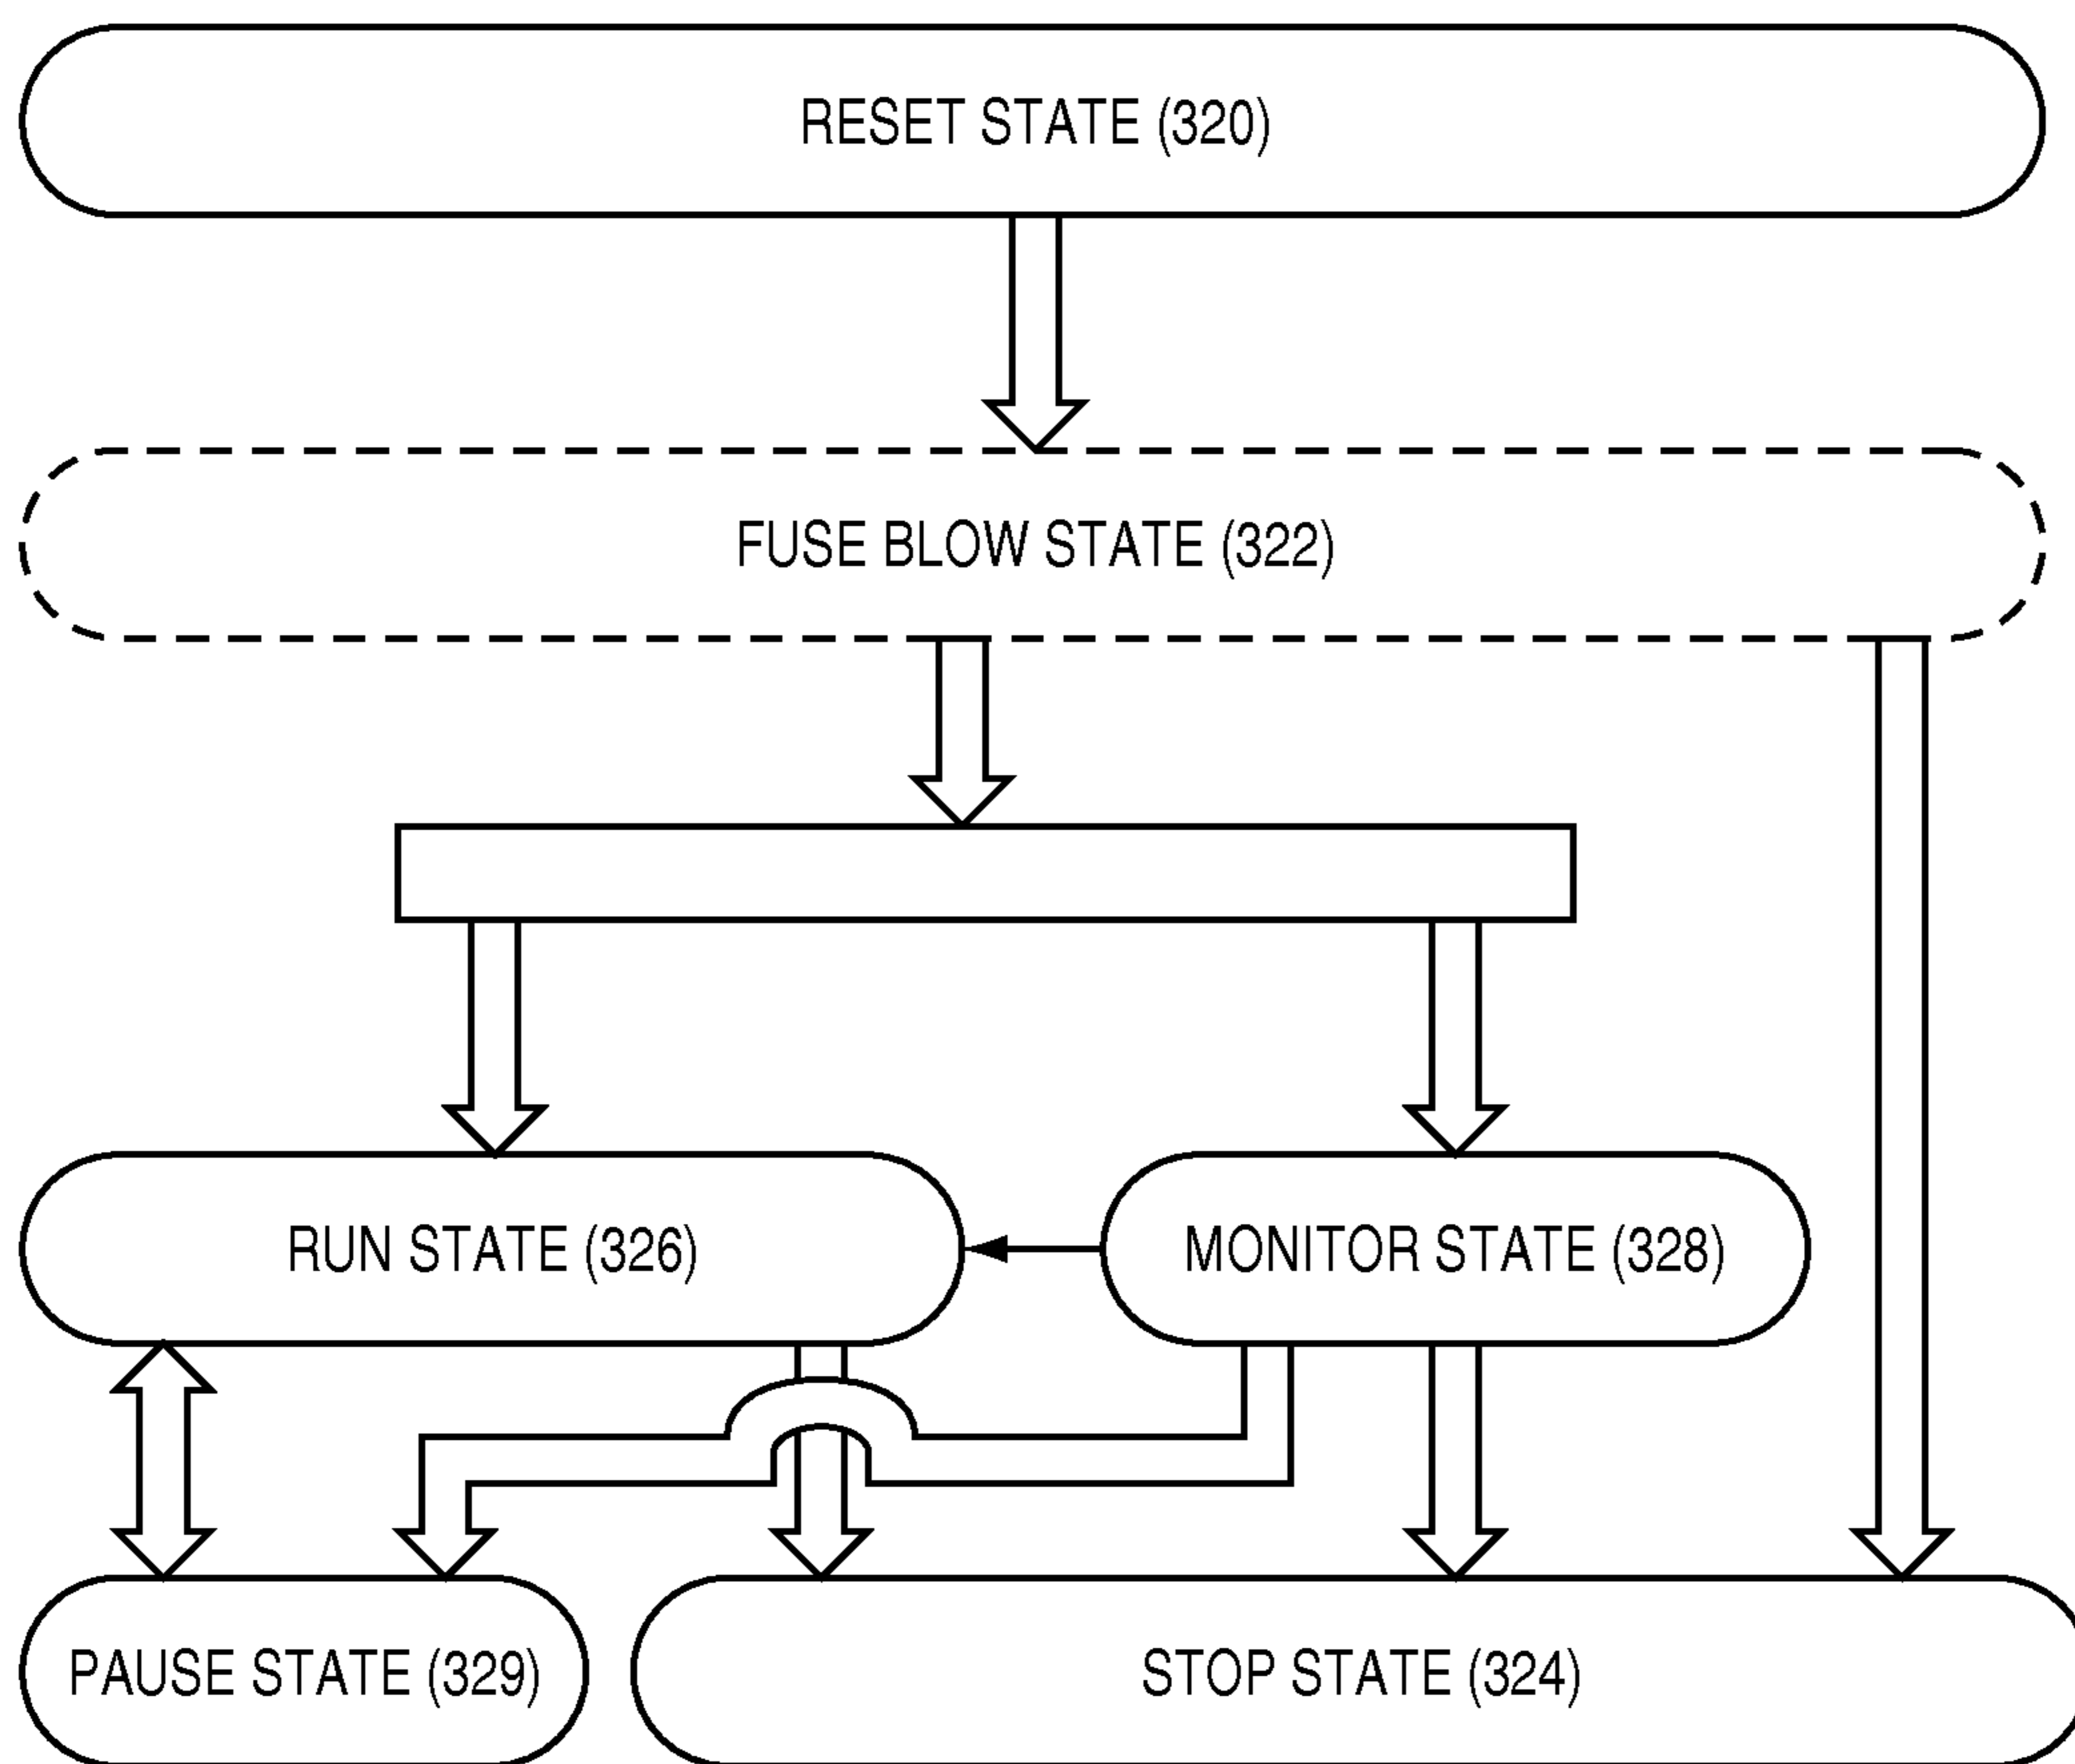 RESET STATE (320)
FUSE BLOW STATE (322)
RUN STATE (326)
MONITOR STATE (328)
PAUSE STATE (329)
STOP STATE (324)